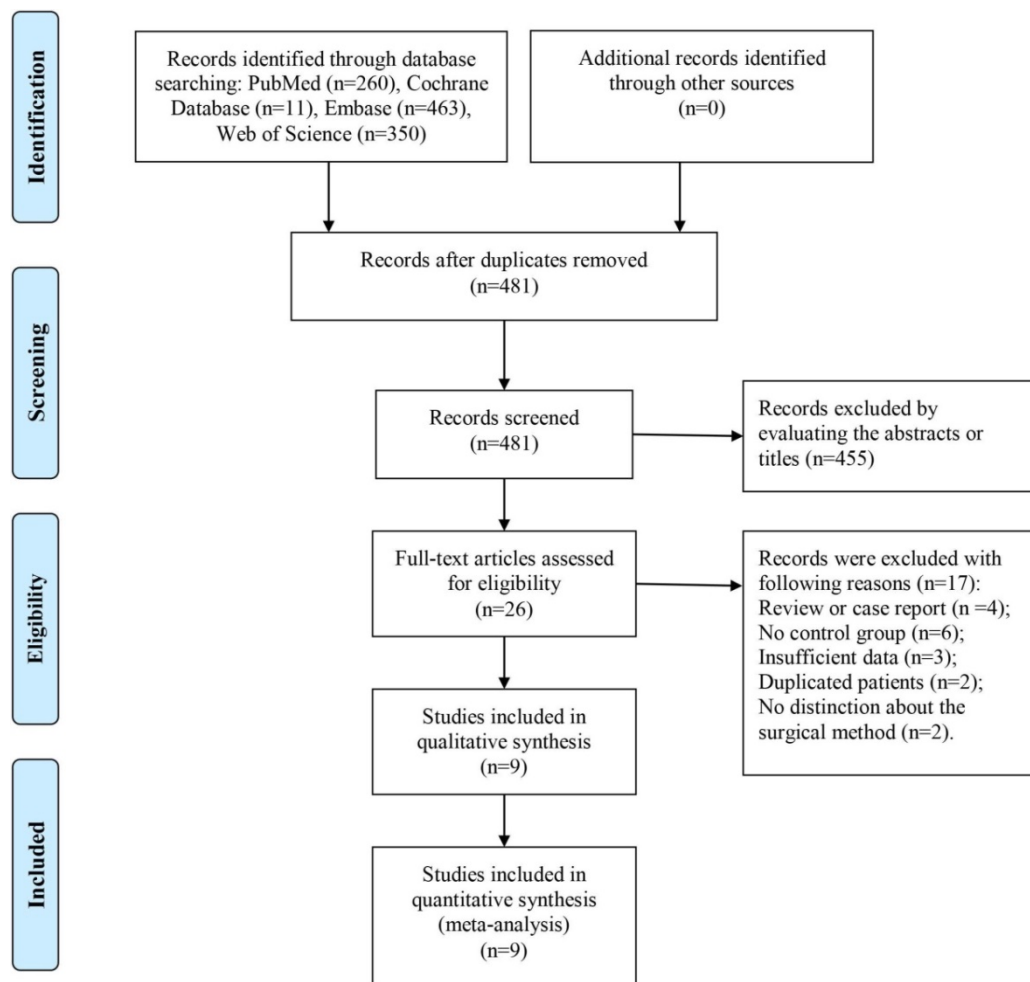 Identification
Records identified through database
searching: PubMed (n=260), Cochrane
Database (n=11), Embase (n=463),
Web of Science (n=350)
Additional records identified
through other sources
(n=0)
Records after duplicates removed
(n=481)
Screening
Records screened
(n=481)
Records excluded by
evaluating the abstracts or
titles (n=455)
Eligibility
Full-text articles assessed
for eligibility
(n=26)
Records were excluded with
following reasons (n=17):
Review or case report (n =4);
No control group (n=6);
Insufficient data (n=3);
Duplicated patients (n=2);
No distinction about the
surgical method (n=2).
Studies included in
qualitative synthesis
(n=9)
Included
Studies included in
quantitative synthesis
(meta-analysis)
(n=9)